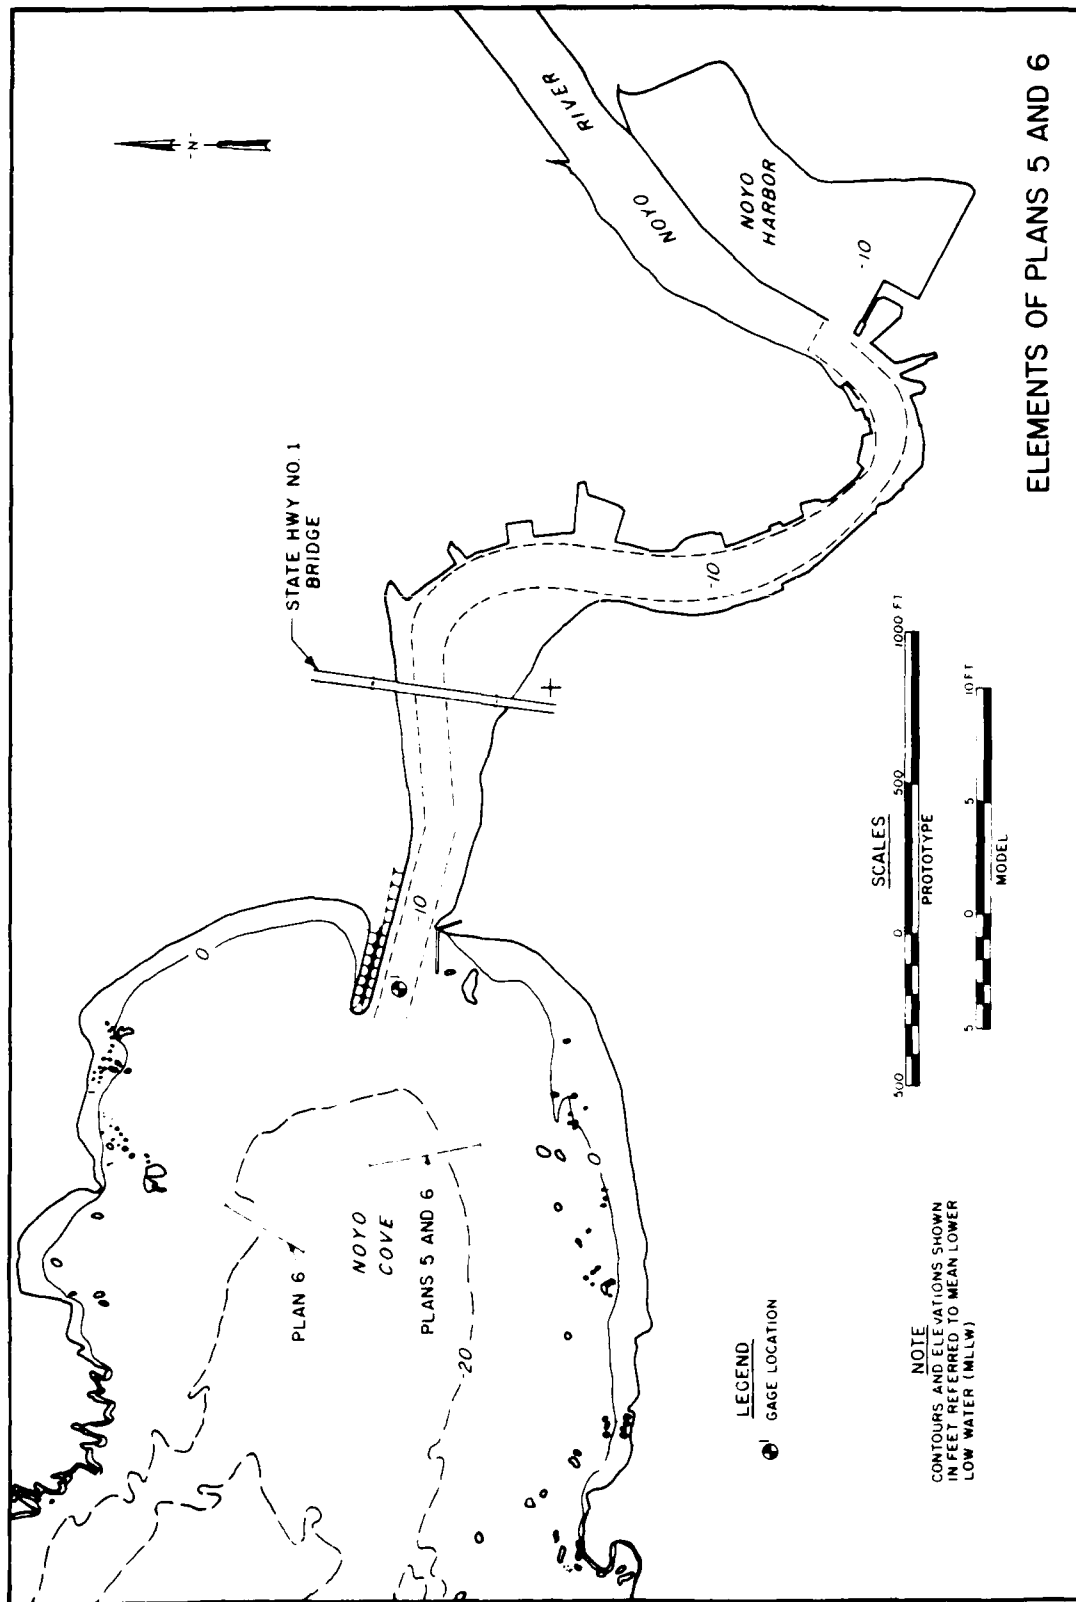 -N-
RIVER
NOYO
NOYO
HARBOR
-10
STATE HWY NO. 1
BRIDGE
-10
-10
0
1
NOYO
COVE
PLAN 6
PLANS 5 AND 6
-20
0
SCALES
500 0 500 1000 FT
PROTOTYPE
5 0 5 10 FT
MODEL
LEGEND
1 GAGE LOCATION
NOTE
CONTOURS AND ELEVATIONS SHOWN
IN FEET REFERRED TO MEAN LOWER
LOW WATER (MLLW)
ELEMENTS OF PLANS 5 AND 6